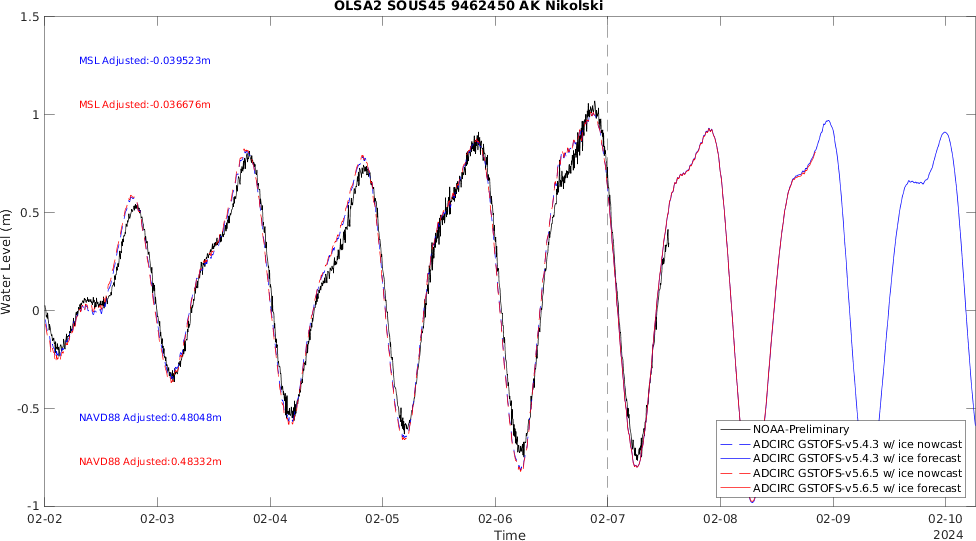 OLSA2 SOUS45 9462450 AK Nikolski
1.5
1
0.5
0
-0.5
-1
Water Level (m)
MSL Adjusted:-0.039523m
MSL Adjusted:-0.036676m
NAVD88 Adjusted:0.48048m
NAVD88 Adjusted:0.48332m
NOAA-Preliminary
ADCIRC GSTOFS-v5.4.3 w/ ice nowcast
ADCIRC GSTOFS-v5.4.3 w/ ice forecast
ADCIRC GSTOFS-v5.6.5 w/ ice nowcast
ADCIRC GSTOFS-v5.6.5 w/ ice forecast
02-02 02-03 02-04 02-05 02-06 02-07 02-08 02-09 02-10
2024
Time